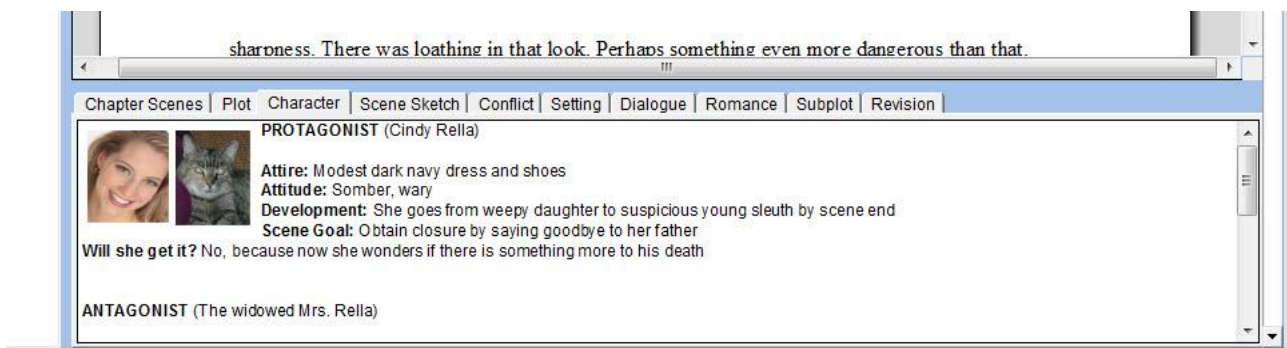 sharpness. There was loathing in that look. Perhaps something even more dangerous than that.
Chapter Scenes Plot Character Scene Sketch Conflict Setting Dialogue Romance Subplot Revision
PROTAGONIST (Cindy Rella)
Attire: Modest dark navy dress and shoes
Attitude: Somber, wary
Development: She goes from weepy daughter to suspicious young sleuth by scene end
Scene Goal: Obtain closure by saying goodbye to her father
Will she get it? No, because now she wonders if there is something more to his death
ANTAGONIST (The widowed Mrs. Rella)